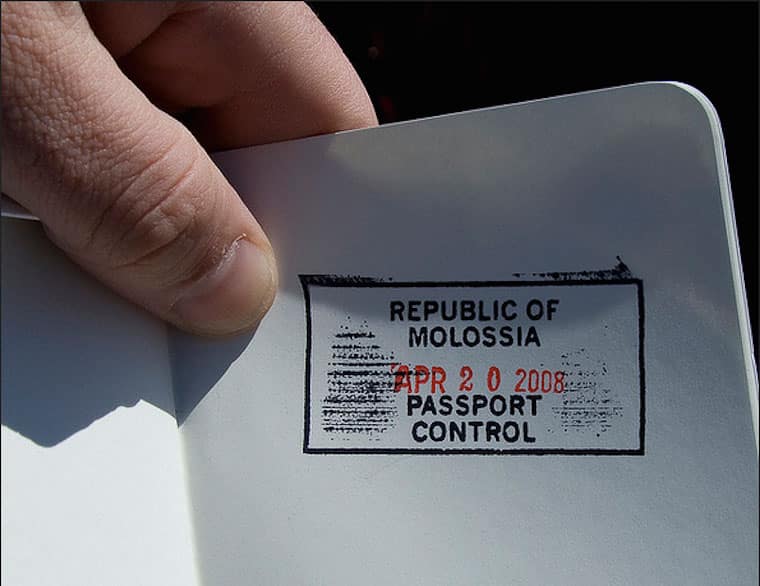 REPUBLIC OF
MOLOSSIA
APR 20 2008
PASSPORT
CONTROL